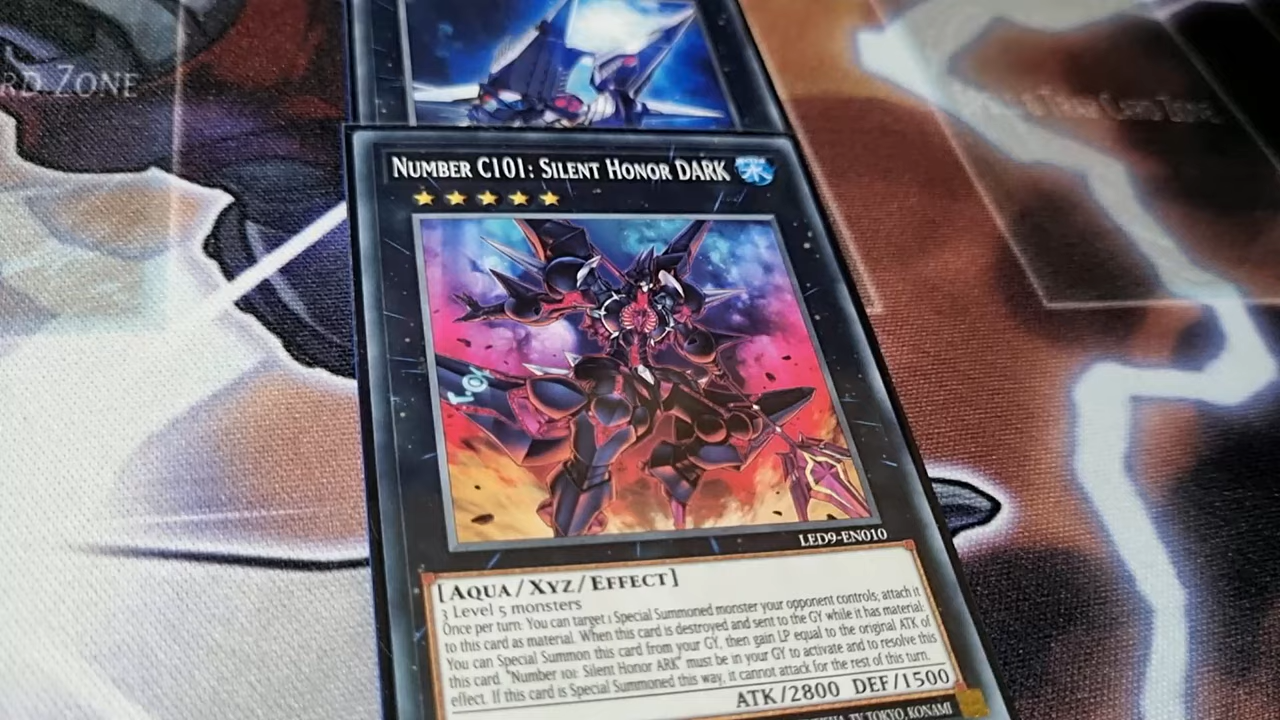 RD ZONE
NUMBER C101: SILENT HONOR DARK
LED9-EN010
[AQUA/XYZ/EFFECT]
3 Level 5 monsters
Once per turn: You can target 1 Special Summoned monster your opponent controls; attach it
to this card as material. When this card is destroyed and sent to the GY while it has material:
You can Special Summon this card from your GY, then gain LP equal to the original ATK of
this card. "Number 101: Silent Honor ARK" must be in your GY to activate and to resolve this
effect. If this card is Special Summoned this way, it cannot attack for the rest of this turn.
ATK/2800 DEF/1500
TV TOKYO, KONAMI